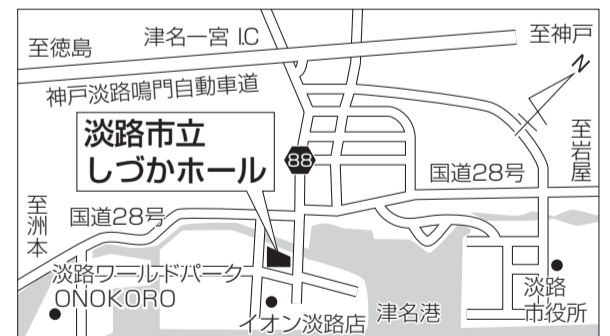 至徳島
津名一宮 I.C
至神戸
神戸淡路鳴門自動車道
N
淡路市立
しづかホール
88
至岩屋
国道28号
至洲本
国道28号
淡路ワールドパーク
ONOKORO
イオン淡路店
津名港
淡路
市役所